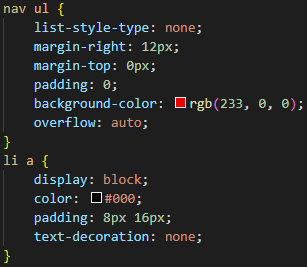 nav ul {
    list-style-type: none;
    margin-right: 12px;
    margin-top: 0px;
    padding: 0;
    background-color: rgb(233, 0, 0);
    overflow: auto;
}
li a {
    display: block;
    color: #000;
    padding: 8px 16px;
    text-decoration: none;
}